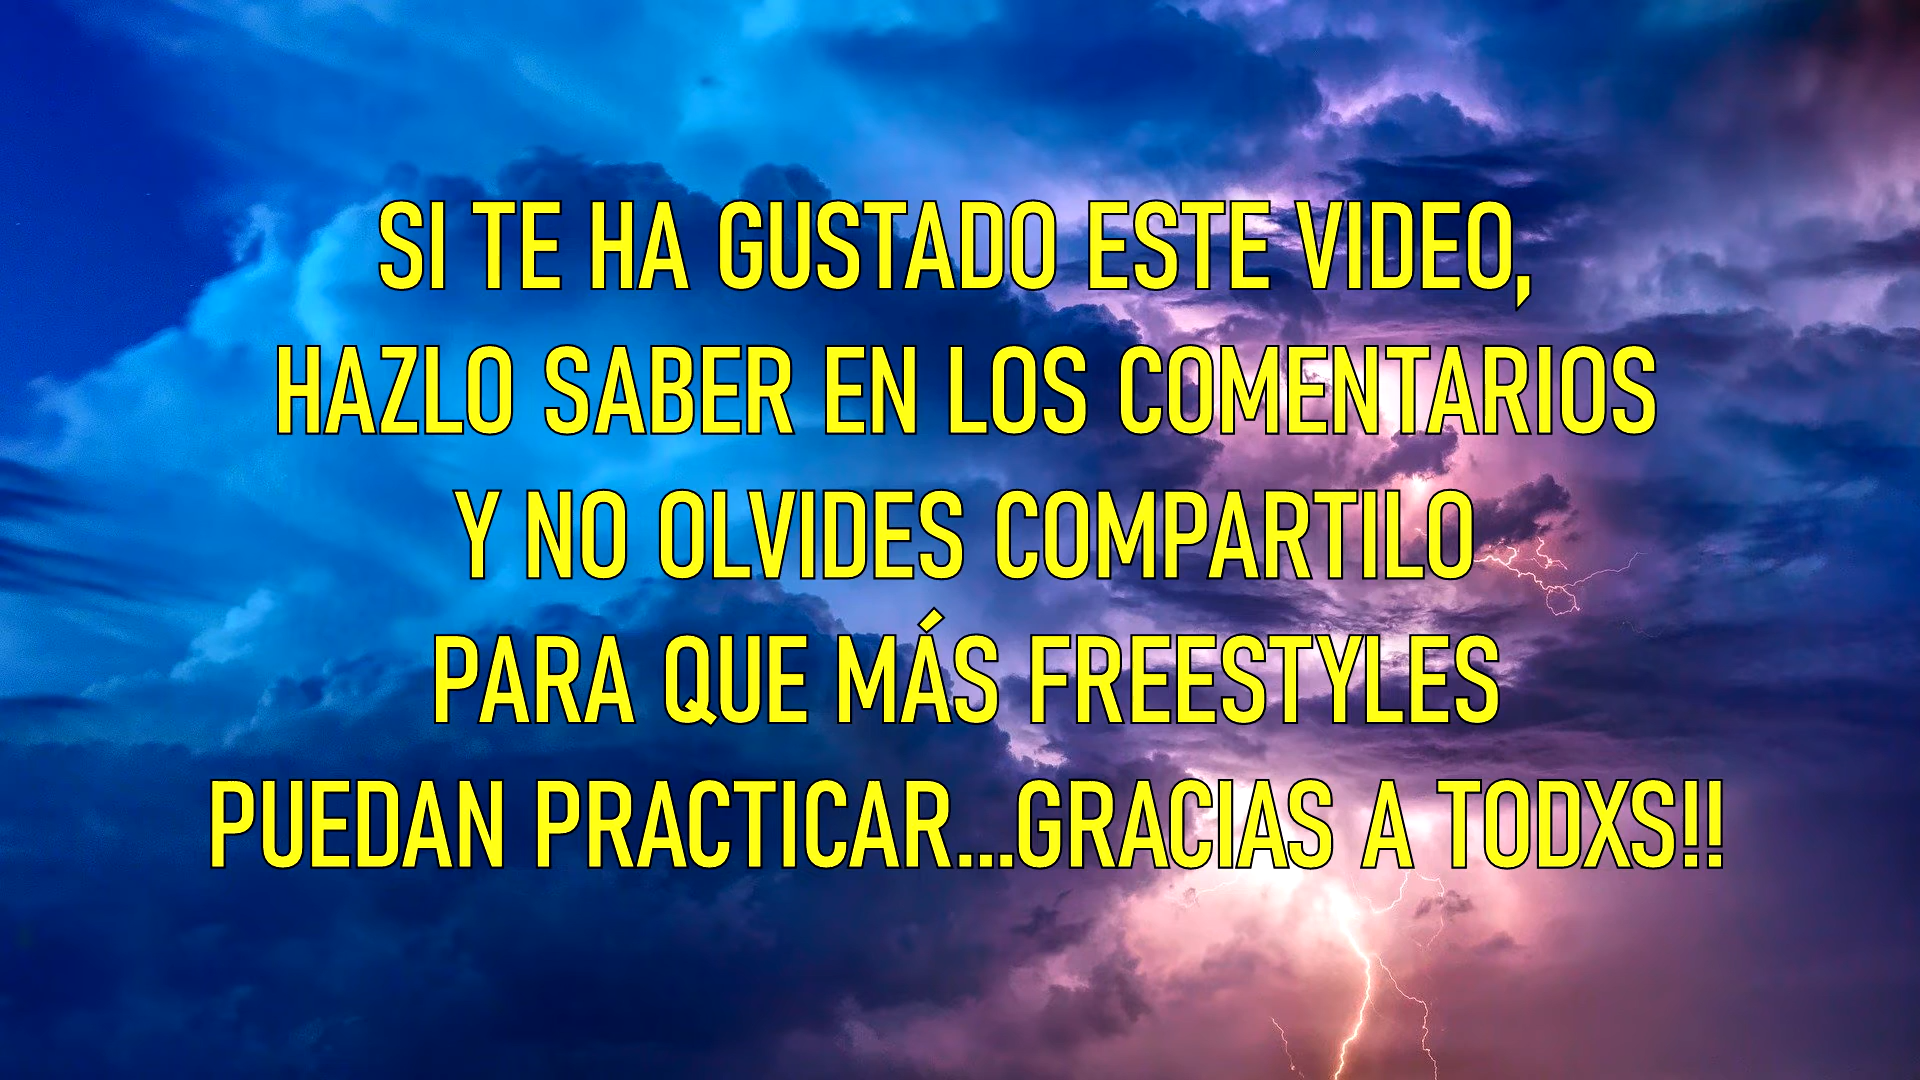 SI TE HA GUSTADO ESTE VIDEO,
HAZLO SABER EN LOS COMENTARIOS
Y NO OLVIDES COMPARTILO
PARA QUE MÁS FREESTYLES
PUEDAN PRACTICAR...GRACIAS A TODXS!!